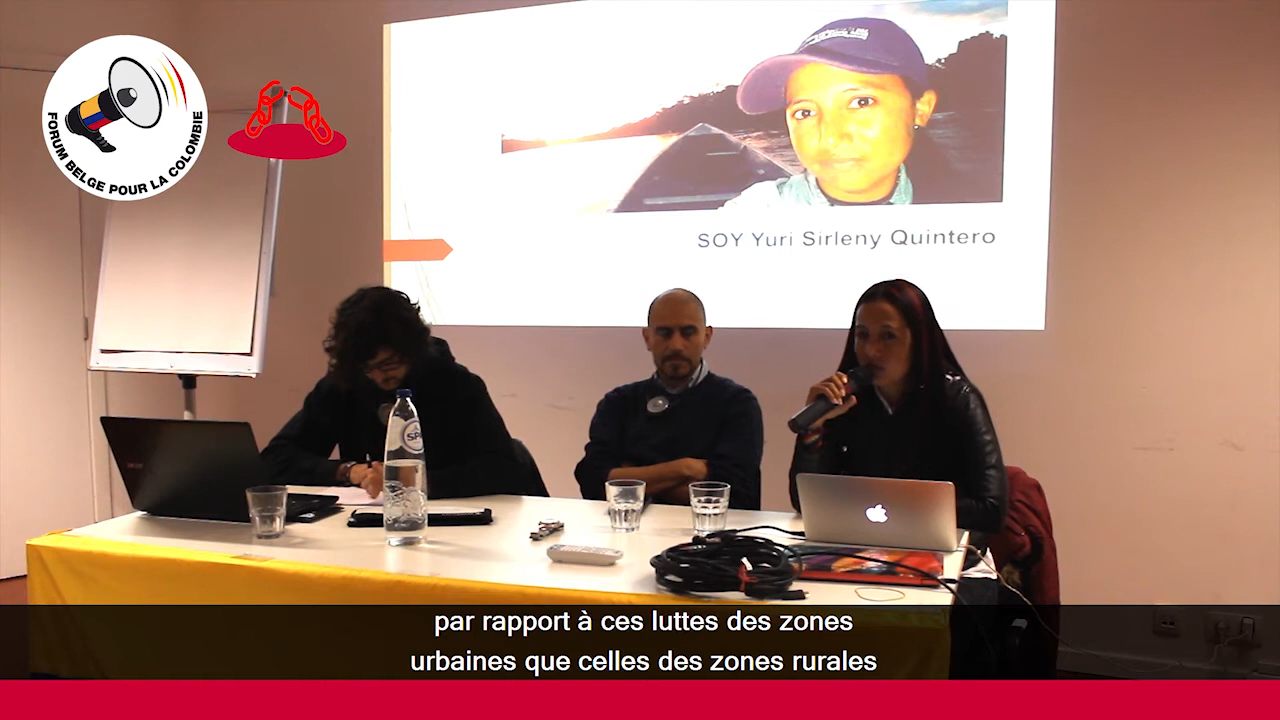 FORUM BELGE POUR LA COLOMBIE
SOY Yuri Sirleny Quintero
par rapport à ces luttes des zones
urbaines que celles des zones rurales